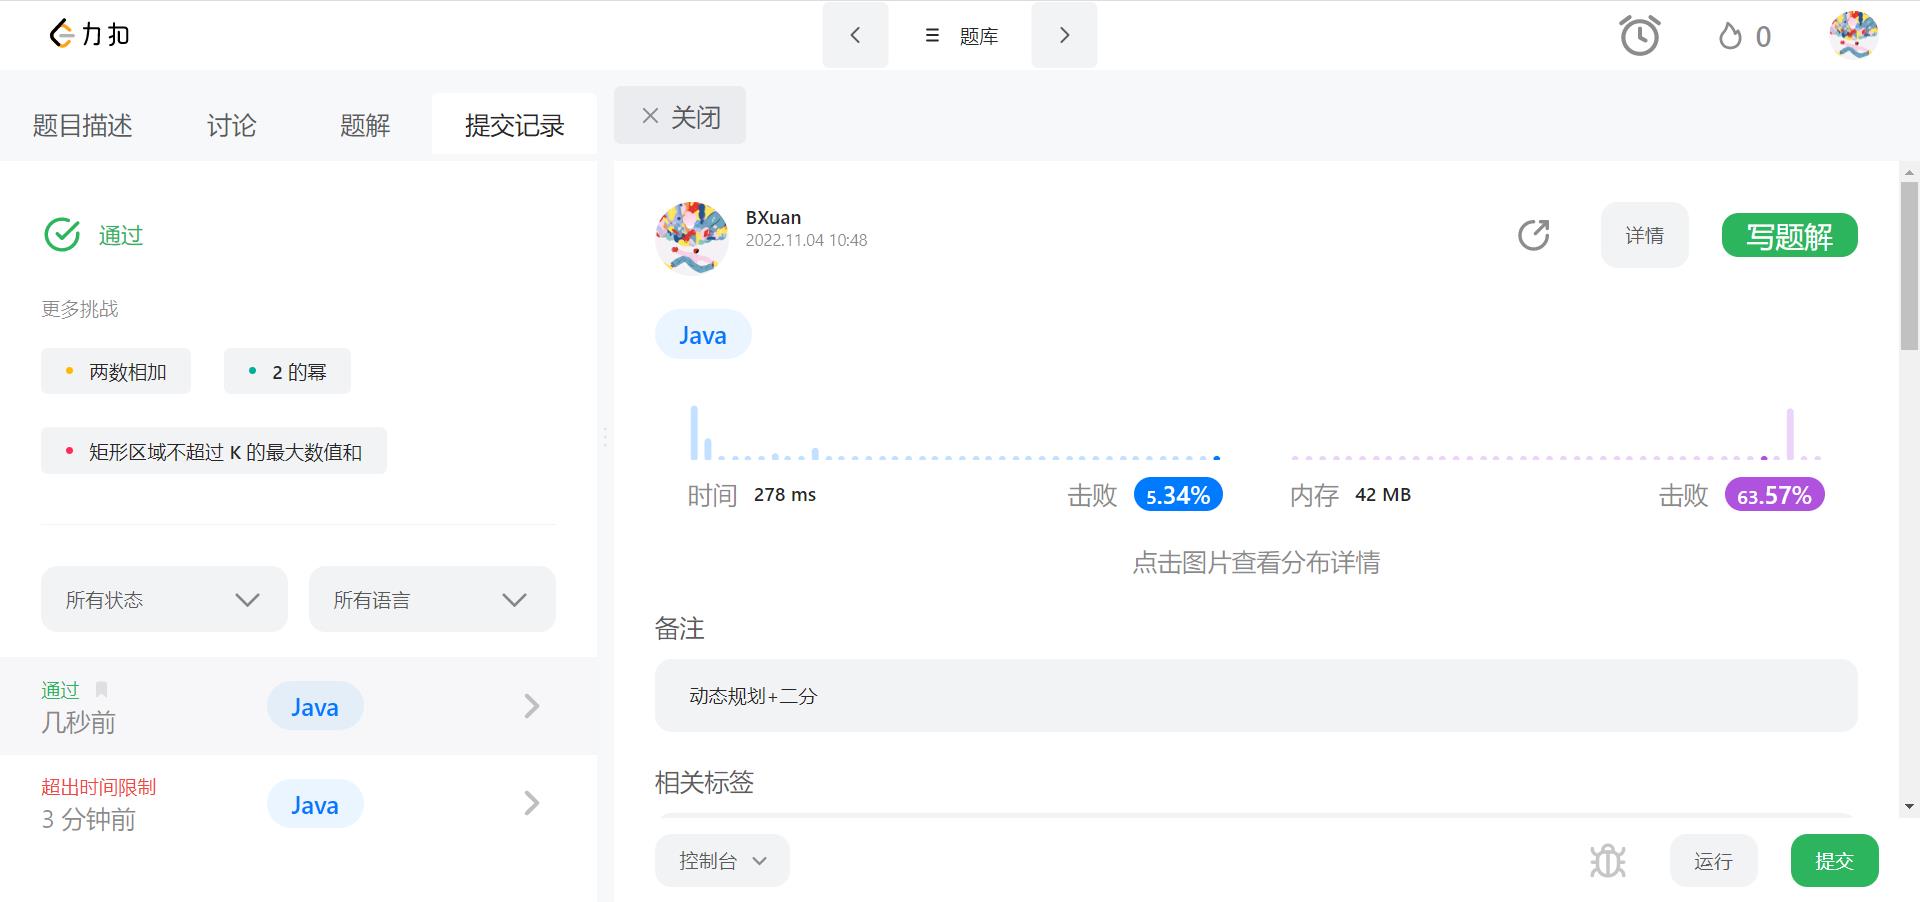 力扣
题库
0
题目描述
讨论
题解
提交记录
关闭
通过
更多挑战
两数相加
2 的幂
矩形区域不超过 K 的最大数值和
所有状态
所有语言
通过
几秒前
Java
超出时间限制
3 分钟前
Java
BXuan
2022.11.04 10:48
详情
写题解
Java
时间 278 ms
击败 5.34%
内存 42 MB
击败 63.57%
点击图片查看分布详情
备注
动态规划+二分
相关标签
控制台
运行
提交